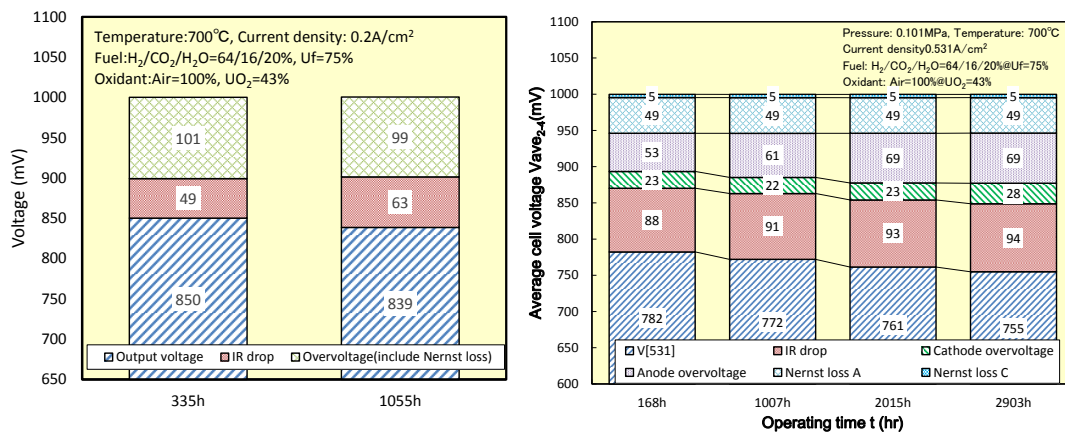 1100
1050
1000
950
900
850
800
750
700
650
Voltage (mV)
Temperature:700℃, Current density: 0.2A/cm²
Fuel:H₂/CO₂/H₂O=64/16/20%, Uf=75%
Oxidant:Air=100%, UO₂=43%
101
99
49
63
850
839
Output voltage IR drop Overvoltage(include Nernst loss)
335h 1055h
1100
1050
1000
950
900
850
800
750
700
650
600
Average cell voltage Vave₂₋₄(mV)
Pressure: 0.101MPa, Temperature: 700℃
Current density0.531A/cm²
Fuel: H₂/CO₂/H₂O=64/16/20%@Uf=75%
Oxidant: Air=100%@UO₂=43%
5 5 5 5
49 49 49 49
53 61 69 69
23 22 23 28
88 91 93 94
782 772 761 755
V[531] IR drop Cathode overvoltage
Anode overvoltage Nernst loss A Nernst loss C
168h 1007h 2015h 2903h
Operating time t (hr)